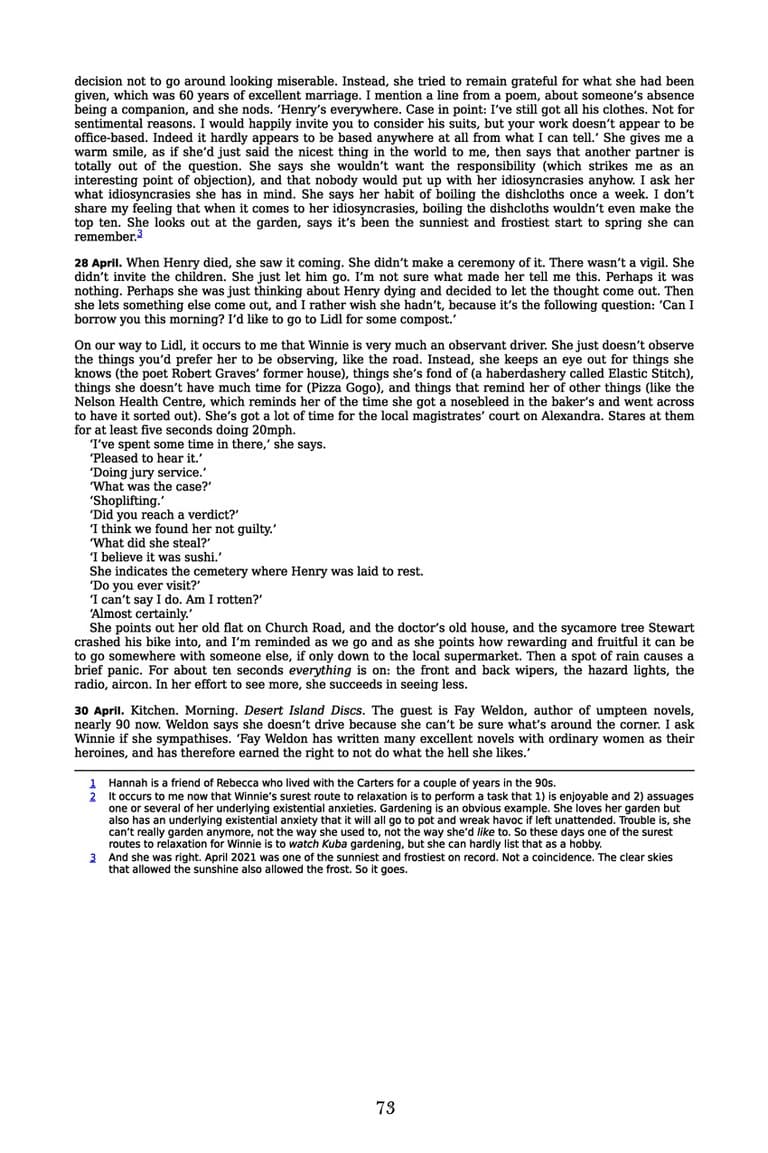 decision not to go around looking miserable. Instead, she tried to remain grateful for what she had been
given, which was 60 years of excellent marriage. I mention a line from a poem, about someone’s absence
being a companion, and she nods. ‘Henry’s everywhere. Case in point: I’ve still got all his clothes. Not for
sentimental reasons. I would happily invite you to consider his suits, but your work doesn’t appear to be
office-based. Indeed it hardly appears to be based anywhere at all from what I can tell.’ She gives me a
warm smile, as if she’d just said the nicest thing in the world to me, then says that another partner is
totally out of the question. She says she wouldn’t want the responsibility (which strikes me as an
interesting point of objection), and that nobody would put up with her idiosyncrasies anyhow. I ask her
what idiosyncrasies she has in mind. She says her habit of boiling the dishcloths once a week. I don’t
share my feeling that when it comes to her idiosyncrasies, boiling the dishcloths wouldn’t even make the
top ten. She looks out at the garden, says it’s been the sunniest and frostiest start to spring she can
remember.3
28 April. When Henry died, she saw it coming. She didn’t make a ceremony of it. There wasn’t a vigil. She
didn’t invite the children. She just let him go. I’m not sure what made her tell me this. Perhaps it was
nothing. Perhaps she was just thinking about Henry dying and decided to let the thought come out. Then
she lets something else come out, and I rather wish she hadn’t, because it’s the following question: ‘Can I
borrow you this morning? I’d like to go to Lidl for some compost.’
On our way to Lidl, it occurs to me that Winnie is very much an observant driver. She just doesn’t observe
the things you’d prefer her to be observing, like the road. Instead, she keeps an eye out for things she
knows (the poet Robert Graves’ former house), things she’s fond of (a haberdashery called Elastic Stitch),
things she doesn’t have much time for (Pizza Gogo), and things that remind her of other things (like the
Nelson Health Centre, which reminds her of the time she got a nosebleed in the baker’s and went across
to have it sorted out). She’s got a lot of time for the local magistrates’ court on Alexandra. Stares at them
for at least five seconds doing 20mph.
‘I’ve spent some time in there,’ she says.
‘Pleased to hear it.’
‘Doing jury service.’
‘What was the case?’
‘Shoplifting.’
‘Did you reach a verdict?’
‘I think we found her not guilty.’
‘What did she steal?’
‘I believe it was sushi.’
She indicates the cemetery where Henry was laid to rest.
‘Do you ever visit?’
‘I can’t say I do. Am I rotten?’
‘Almost certainly.’
She points out her old flat on Church Road, and the doctor’s old house, and the sycamore tree Stewart
crashed his bike into, and I’m reminded as we go and as she points how rewarding and fruitful it can be
to go somewhere with someone else, if only down to the local supermarket. Then a spot of rain causes a
brief panic. For about ten seconds everything is on: the front and back wipers, the hazard lights, the
radio, aircon. In her effort to see more, she succeeds in seeing less.
30 April. Kitchen. Morning. Desert Island Discs. The guest is Fay Weldon, author of umpteen novels,
nearly 90 now. Weldon says she doesn’t drive because she can’t be sure what’s around the corner. I ask
Winnie if she sympathises. ‘Fay Weldon has written many excellent novels with ordinary women as their
heroines, and has therefore earned the right to not do what the hell she likes.’
1 Hannah is a friend of Rebecca who lived with the Carters for a couple of years in the 90s.
2 It occurs to me now that Winnie’s surest route to relaxation is to perform a task that 1) is enjoyable and 2) assuages
one or several of her underlying existential anxieties. Gardening is an obvious example. She loves her garden but
also has an underlying existential anxiety that it will all go to pot and wreak havoc if left unattended. Trouble is, she
can’t really garden anymore, not the way she used to, not the way she’d like to. So these days one of the surest
routes to relaxation for Winnie is to watch Kuba gardening, but she can hardly list that as a hobby.
3 And she was right. April 2021 was one of the sunniest and frostiest on record. Not a coincidence. The clear skies
that allowed the sunshine also allowed the frost. So it goes.
73